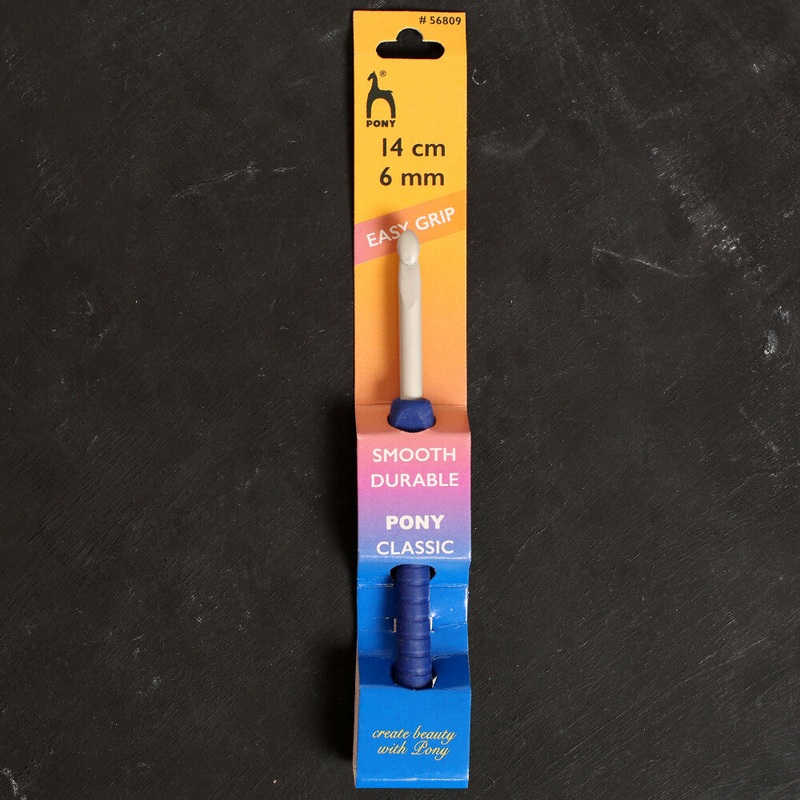 # 56809
®
PONY
14 cm
6 mm
EASY GRIP
SMOOTH
DURABLE
PONY
CLASSIC
create beauty
with Pony